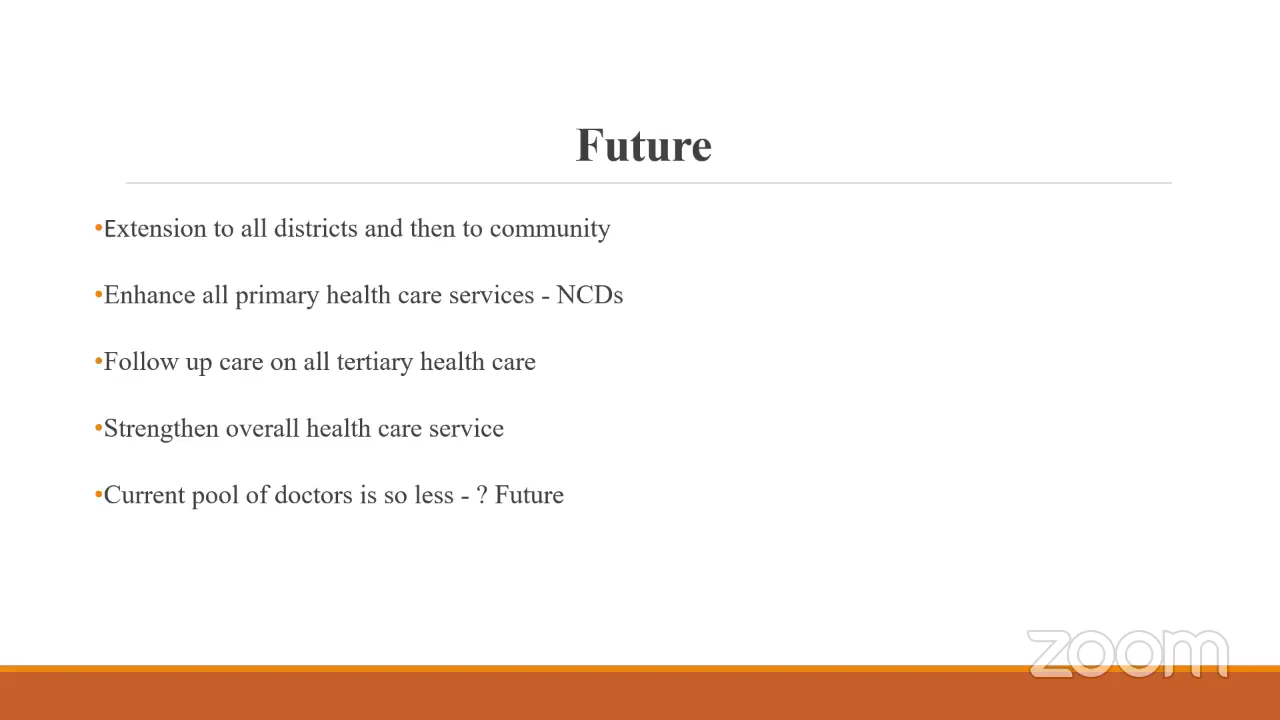 Future
•Extension to all districts and then to community
•Enhance all primary health care services - NCDs
•Follow up care on all tertiary health care
•Strengthen overall health care service
•Current pool of doctors is so less - ? Future
zoom